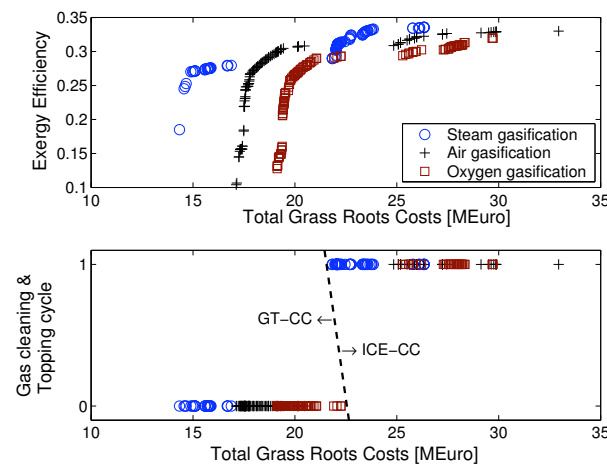 0.35
0.3
0.25
0.2
0.15
0.1
Exergy Efficiency
Steam gasification
Air gasification
Oxygen gasification
10 15 20 25 30 35
Total Grass Roots Costs [MEuro]
1
0
Gas cleaning &
Topping cycle
GT-CC
ICE-CC
10 15 20 25 30 35
Total Grass Roots Costs [MEuro]